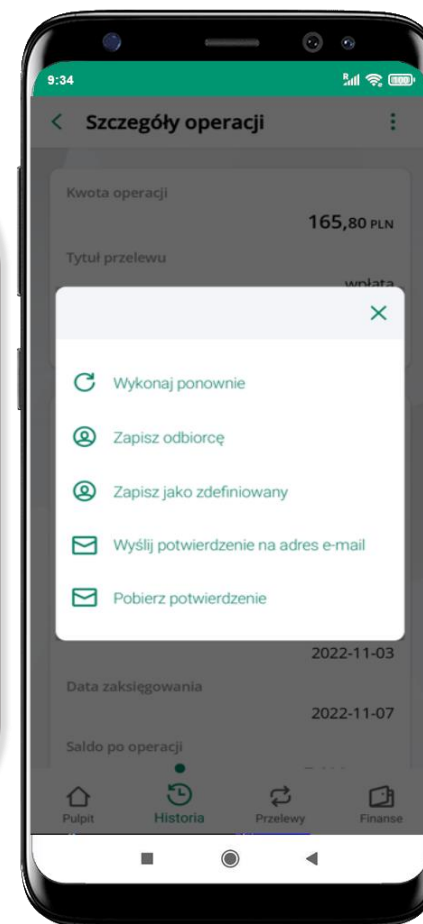 9:34
100
Szczegóły operacji
Kwota operacji
165,80 PLN
Tytuł przelewu
wpłata
Wykonaj ponownie
Zapisz odbiorcę
Zapisz jako zdefiniowany
Wyślij potwierdzenie na adres e-mail
Pobierz potwierdzenie
2022-11-03
Data zaksięgowania
2022-11-07
Saldo po operacji
Pulpit
Historia
Przelewy
Finanse